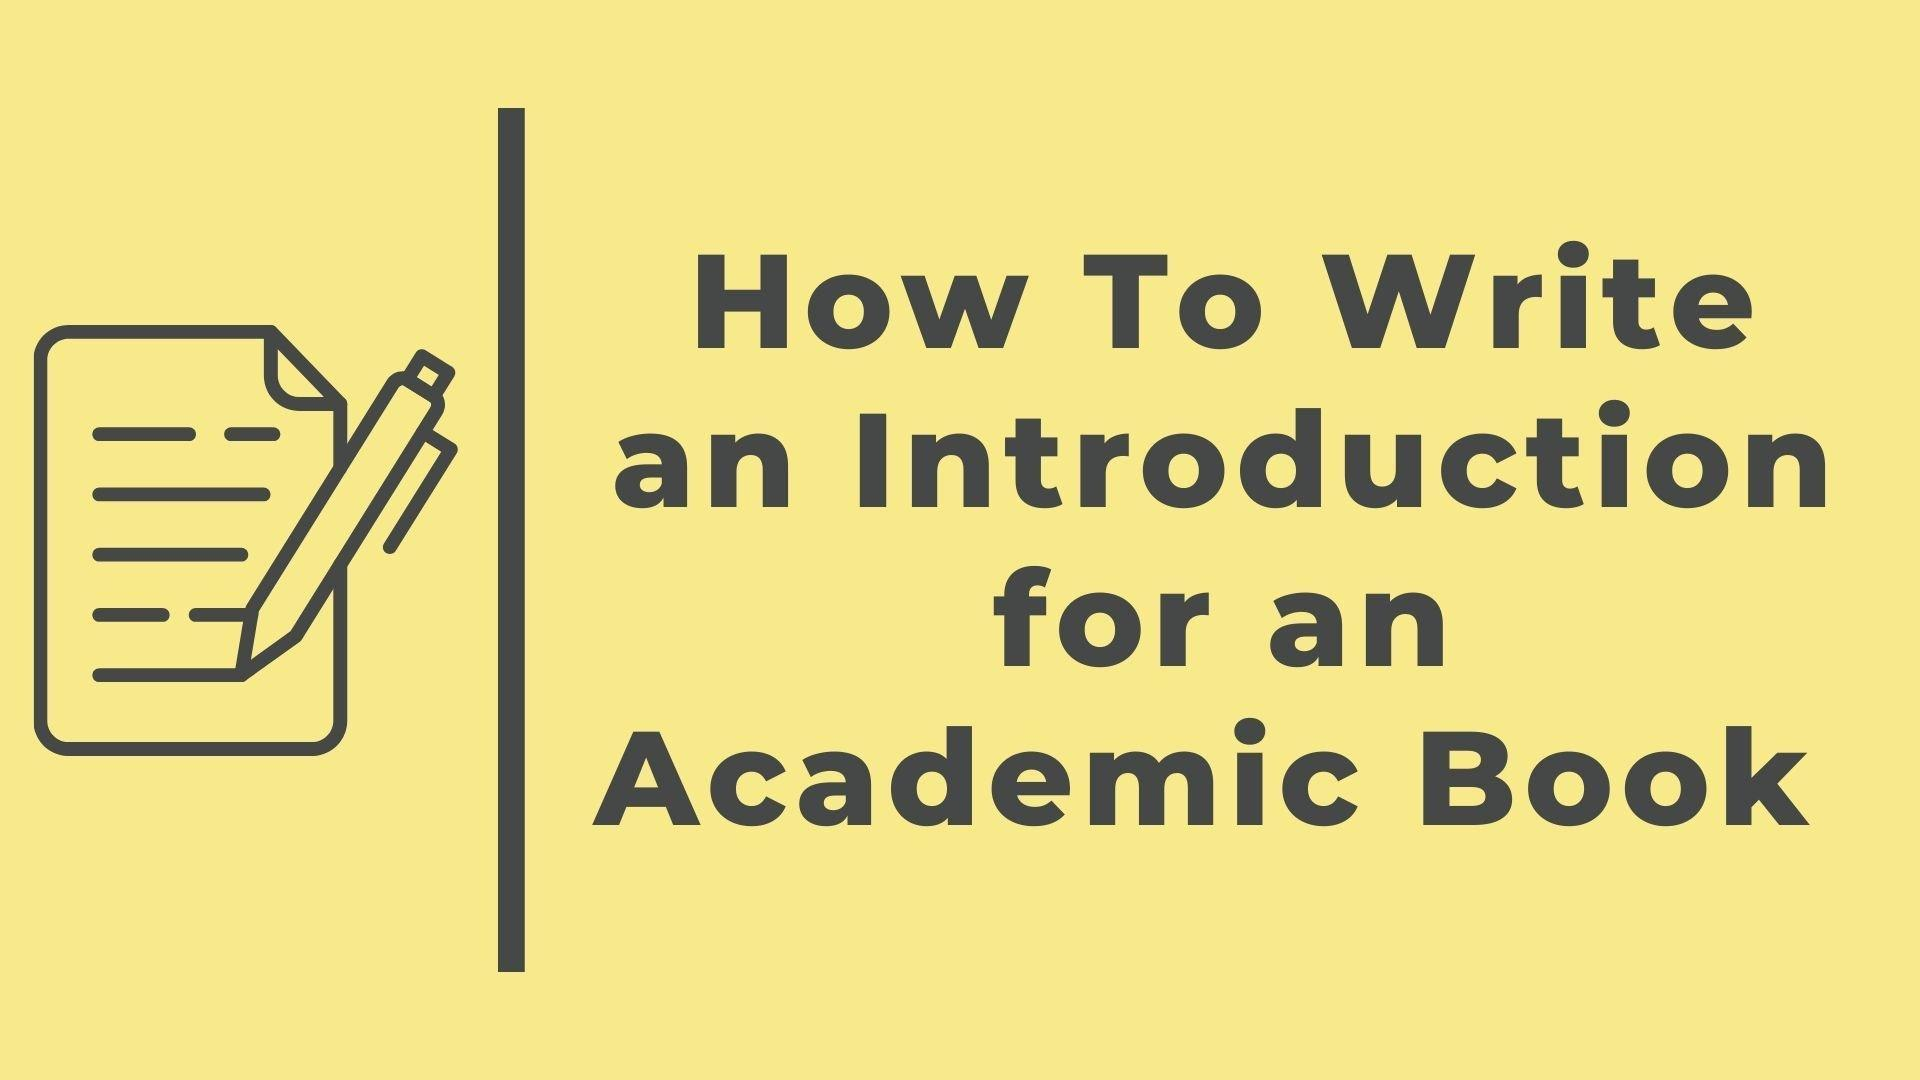 How To Write
an Introduction
for an
Academic Book